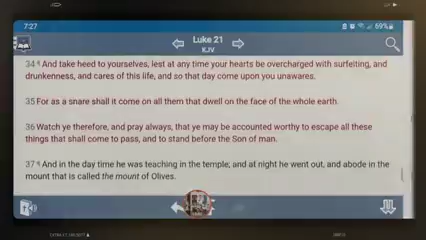 7:27
69%
Luke 21
KJV
34 ¶ And take heed to yourselves, lest at any time your hearts be overcharged with surfeiting, and
drunkenness, and cares of this life, and so that day come upon you unawares.
35 For as a snare shall it come on all them that dwell on the face of the whole earth.
36 Watch ye therefore, and pray always, that ye may be accounted worthy to escape all these
things that shall come to pass, and to stand before the Son of man.
37 ¶ And in the day time he was teaching in the temple; and at night he went out, and abode in the
mount that is called the mount of Olives.